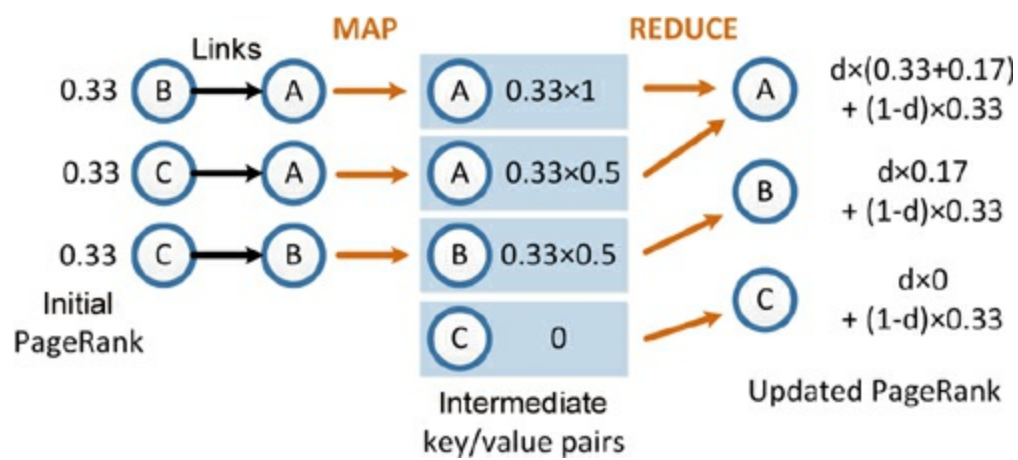 MAP
REDUCE
Links
0.33 B A
A 0.33×1
A d×(0.33+0.17)
+ (1-d)×0.33
0.33 C A
A 0.33×0.5
B d×0.17
+ (1-d)×0.33
0.33 C B
B 0.33×0.5
C 0
C d×0
+ (1-d)×0.33
Initial
PageRank
Intermediate
key/value pairs
Updated PageRank